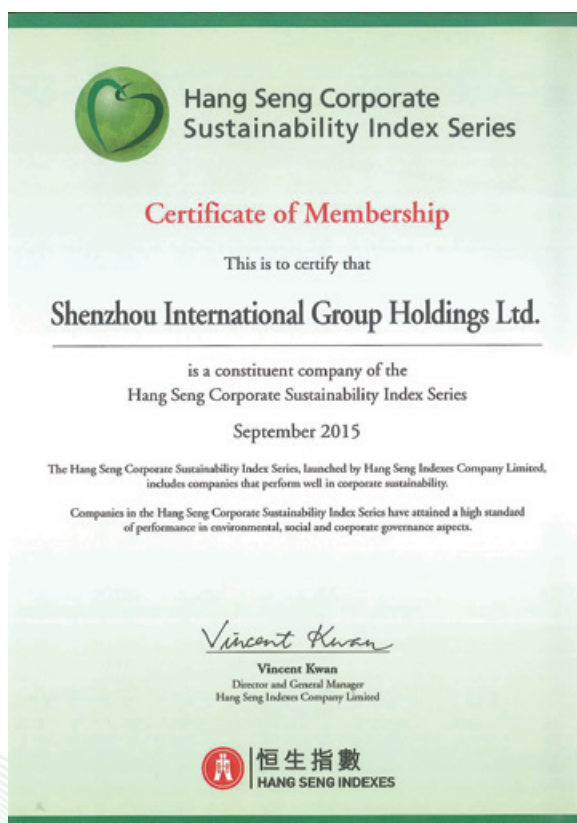 Hang Seng Corporate
Sustainability Index Series
Certificate of Membership
This is to certify that
Shenzhou International Group Holdings Ltd.
is a constituent company of the
Hang Seng Corporate Sustainability Index Series
September 2015
The Hang Seng Corporate Sustainability Index Series, launched by Hang Seng Indexes Company Limited,
includes companies that perform well in corporate sustainability.
Companies in the Hang Seng Corporate Sustainability Index Series have attained a high standard
of performance in environmental, social and corporate governance aspects.
Vincent Kwan
Vincent Kwan
Director and General Manager
Hang Seng Indexes Company Limited
恒生指數
HANG SENG INDEXES